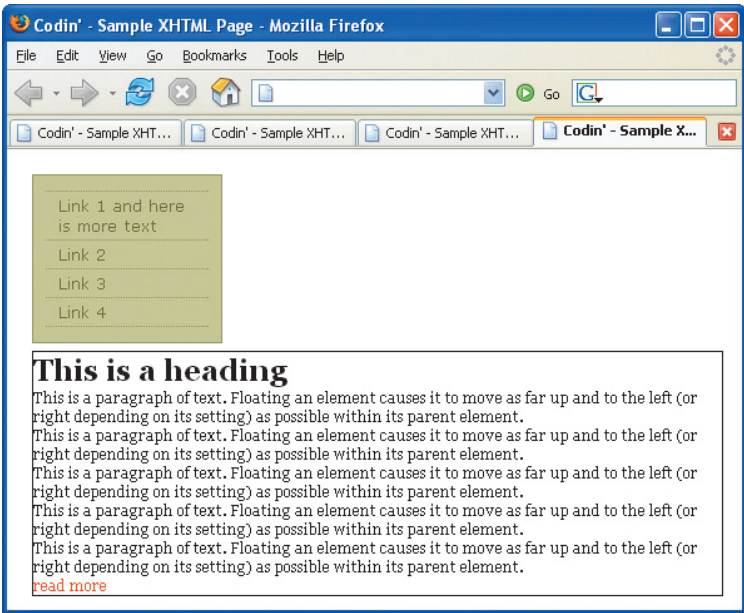 Codin' - Sample XHTML Page - Mozilla Firefox
File Edit View Go Bookmarks Tools Help
Go G
Codin' - Sample XHT... Codin' - Sample XHT... Codin' - Sample XHT... Codin' - Sample X...
Link 1 and here
is more text
Link 2
Link 3
Link 4
This is a heading
This is a paragraph of text. Floating an element causes it to move as far up and to the left (or
right depending on its setting) as possible within its parent element.
This is a paragraph of text. Floating an element causes it to move as far up and to the left (or
right depending on its setting) as possible within its parent element.
This is a paragraph of text. Floating an element causes it to move as far up and to the left (or
right depending on its setting) as possible within its parent element.
This is a paragraph of text. Floating an element causes it to move as far up and to the left (or
right depending on its setting) as possible within its parent element.
This is a paragraph of text. Floating an element causes it to move as far up and to the left (or
right depending on its setting) as possible within its parent element.
read more